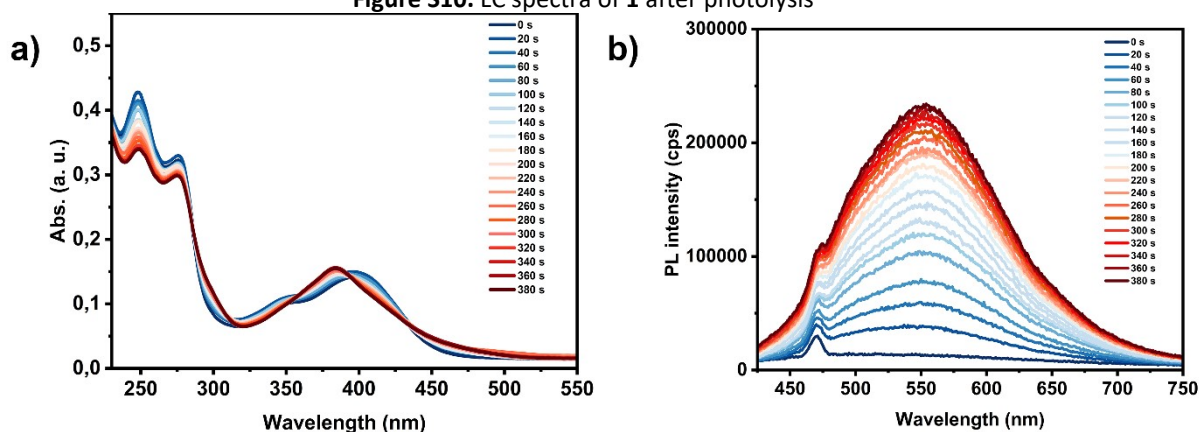 Figure S10. LC spectra of 1 after photolysis
a)
0,5
0,4
0,3
0,2
0,1
0,0
Abs. (a. u.)
250 300 350 400 450 500 550
Wavelength (nm)
0 s
20 s
40 s
60 s
80 s
100 s
120 s
140 s
160 s
180 s
200 s
220 s
240 s
260 s
280 s
300 s
320 s
340 s
360 s
380 s
b)
300000
200000
100000
0
PL intensity (cps)
450 500 550 600 650 700 750
Wavelength (nm)
0 s
20 s
40 s
60 s
80 s
100 s
120 s
140 s
160 s
180 s
200 s
220 s
240 s
260 s
280 s
300 s
320 s
340 s
360 s
380 s